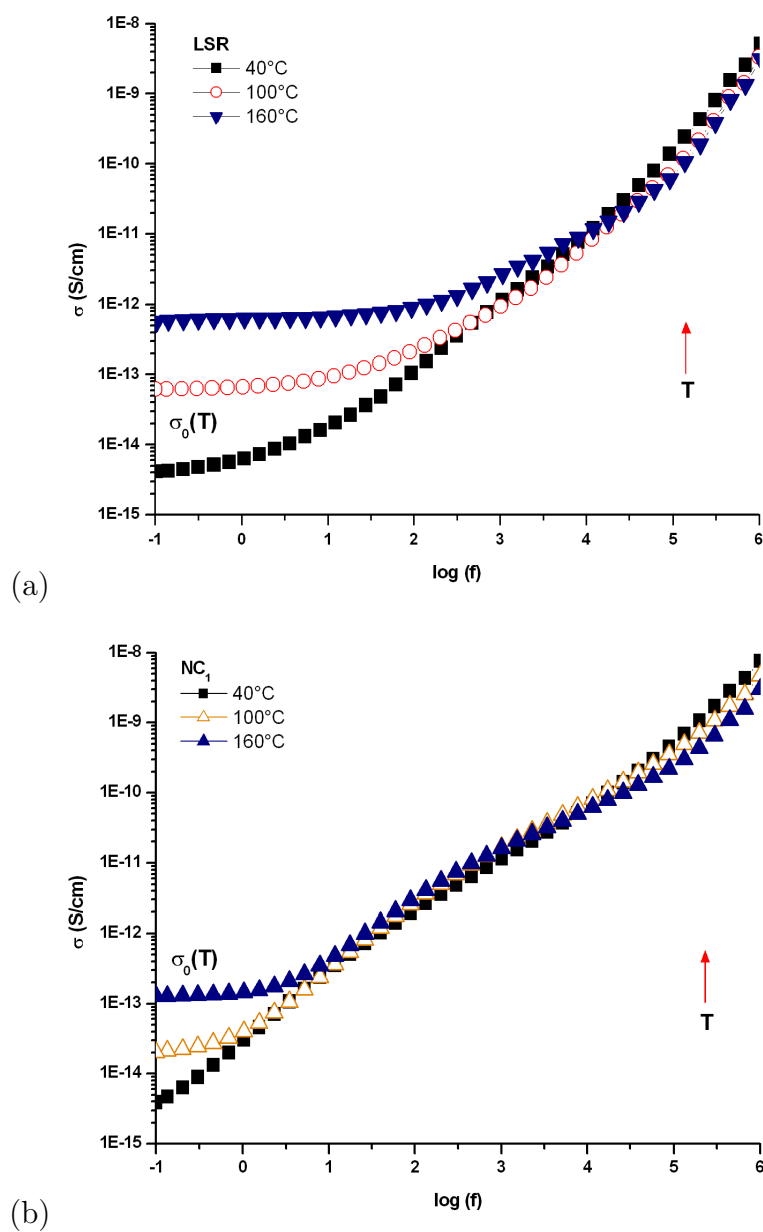 1E-8
LSR
40°C
100°C
160°C
1E-9
1E-10
1E-11
σ (S/cm)
1E-12
1E-13
T
σ0(T)
1E-14
1E-15
-1 0 1 2 3 4 5 6
log (f)
(a)
1E-8
NC1
40°C
100°C
160°C
1E-9
1E-10
1E-11
σ (S/cm)
1E-12
σ0(T)
1E-13
T
1E-14
1E-15
-1 0 1 2 3 4 5 6
log (f)
(b)